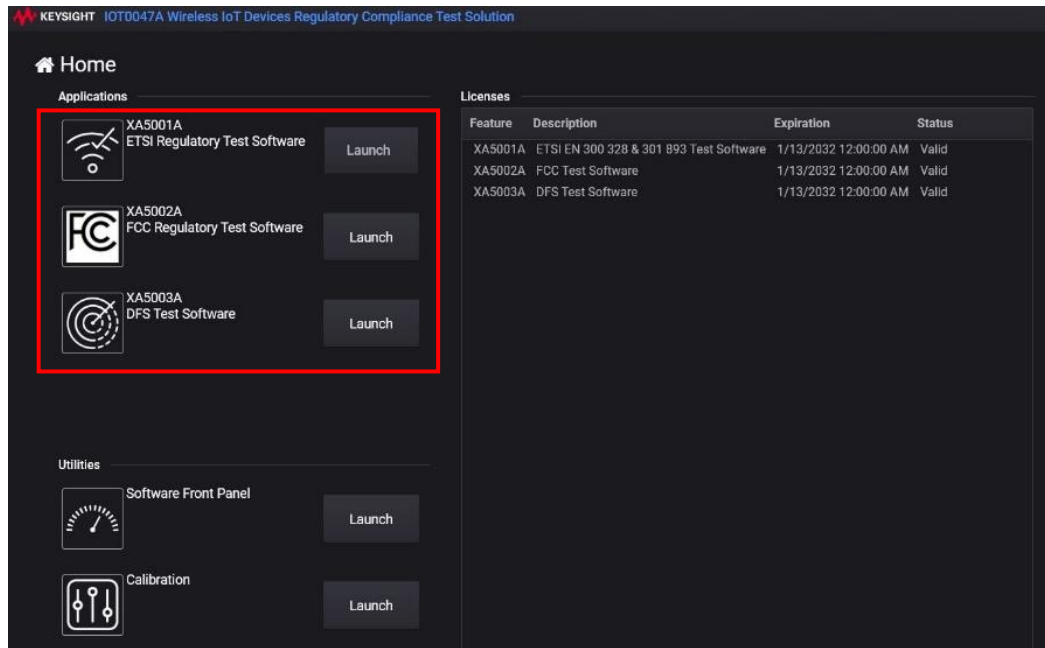 KEYSIGHT IOT0047A Wireless IoT Devices Regulatory Compliance Test Solution
Home
Applications
XA5001A
ETSI Regulatory Test Software
Launch
FC
XA5002A
FCC Regulatory Test Software
Launch
XA5003A
DFS Test Software
Launch
Utilities
Software Front Panel
Launch
Calibration
Launch
Licenses
Feature Description Expiration Status
XA5001A ETSI EN 300 328 & 301 893 Test Software 1/13/2032 12:00:00 AM Valid
XA5002A FCC Test Software 1/13/2032 12:00:00 AM Valid
XA5003A DFS Test Software 1/13/2032 12:00:00 AM Valid